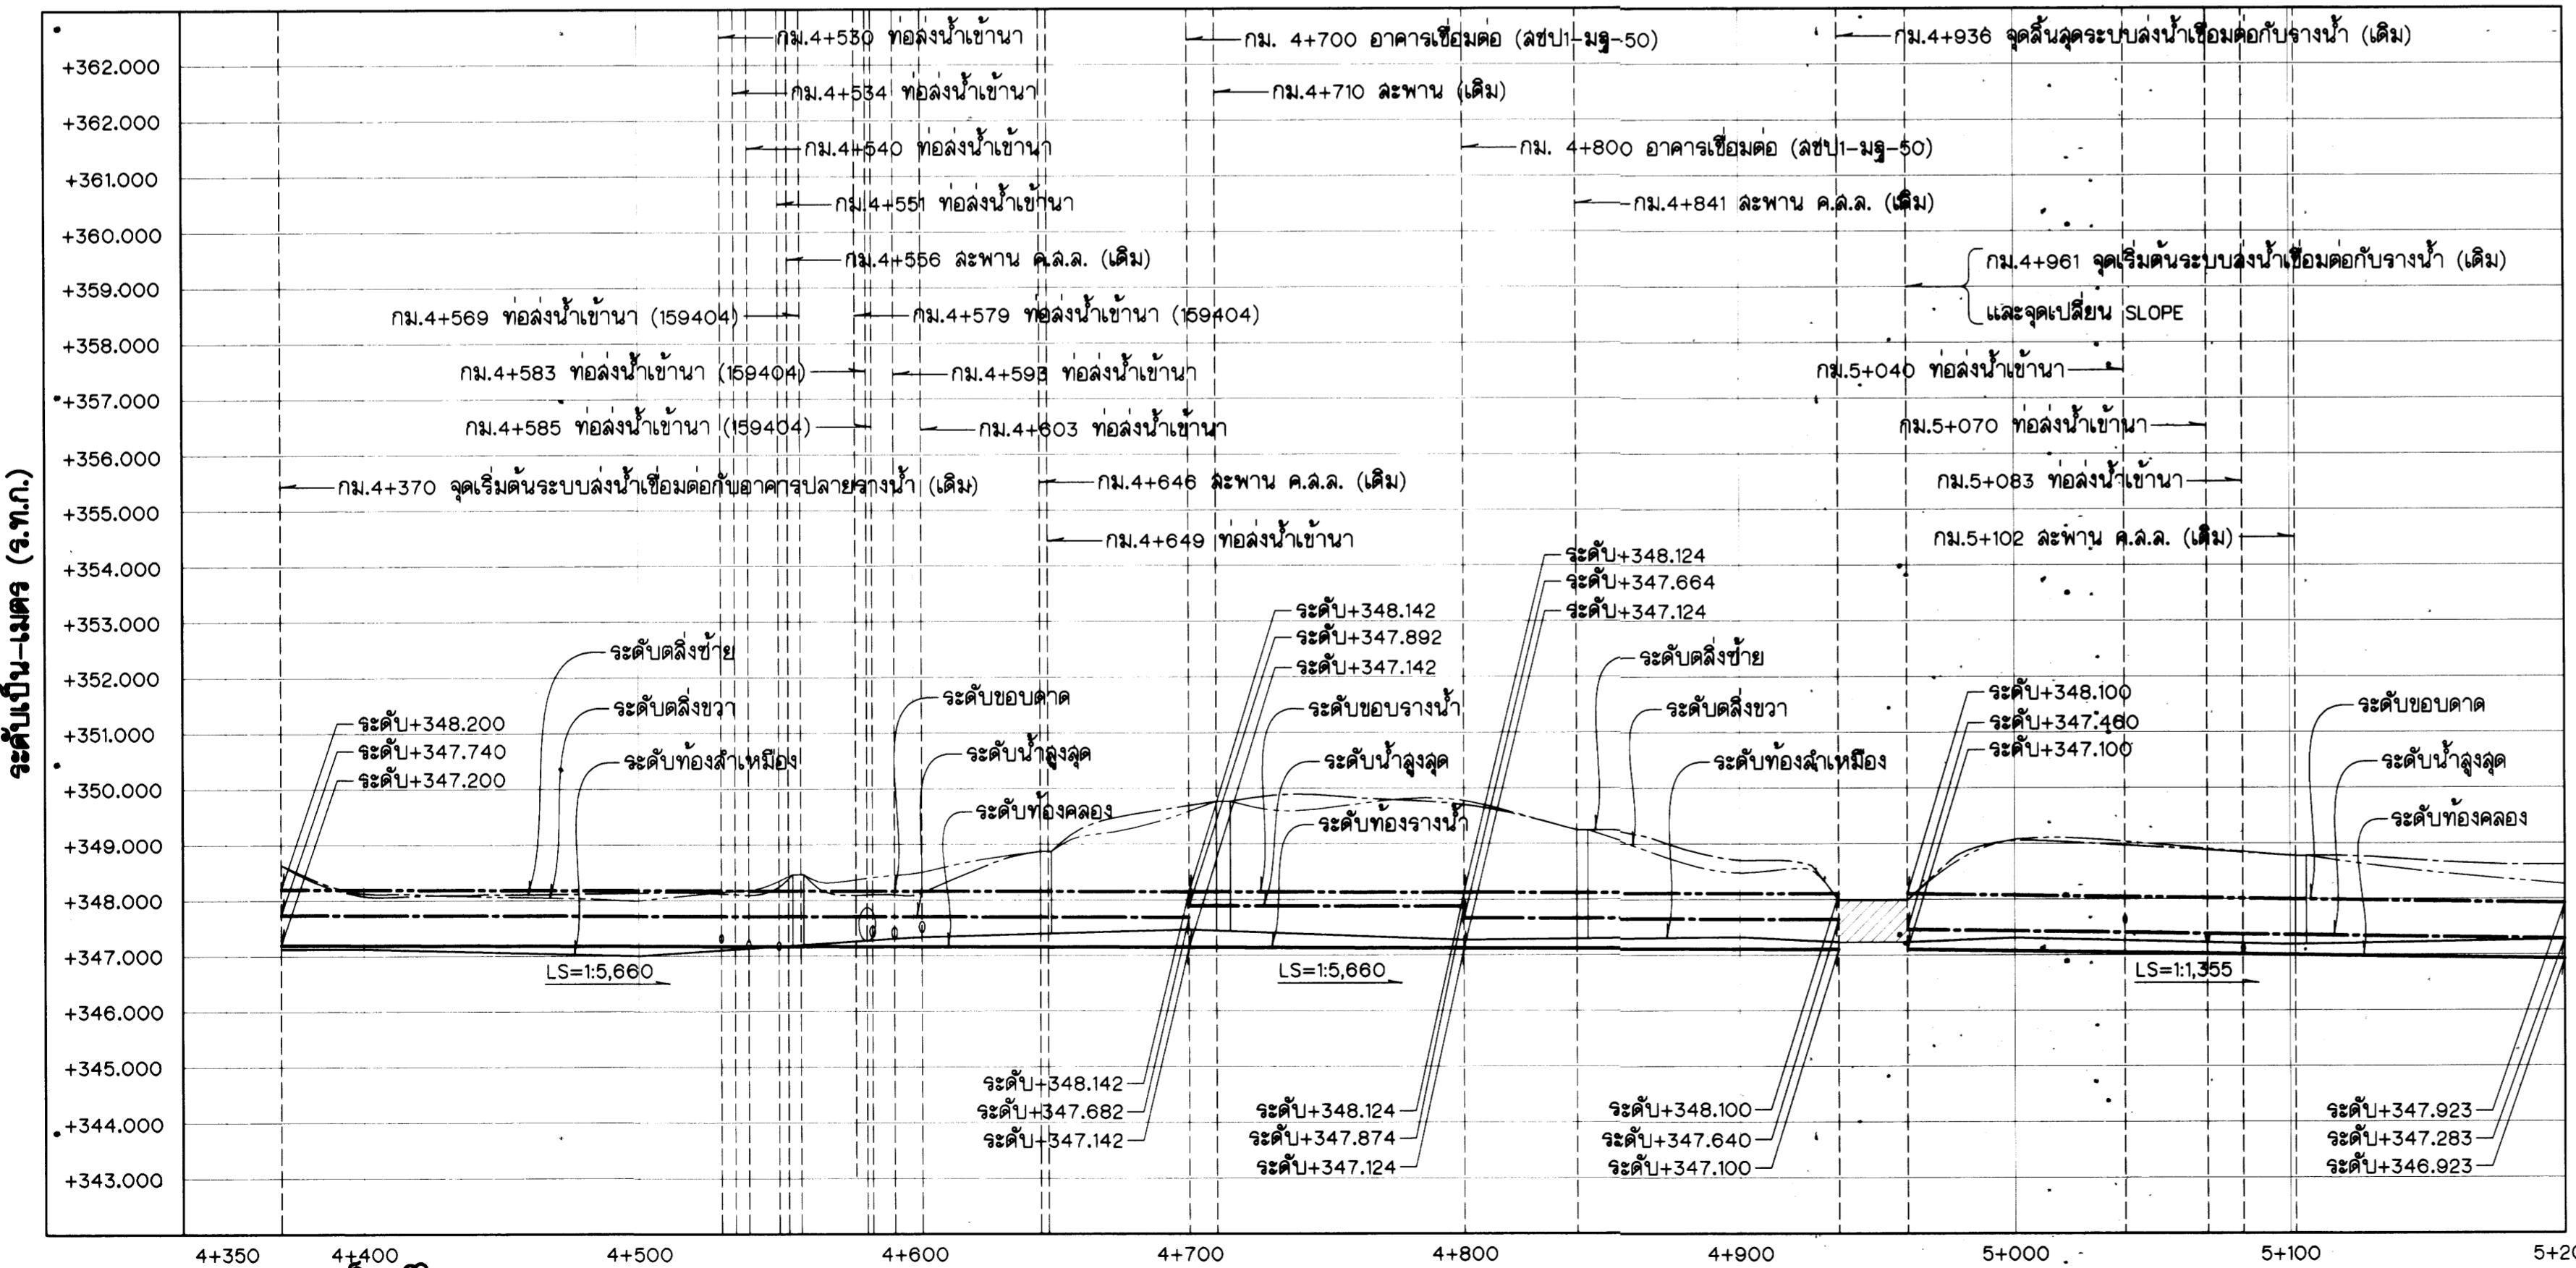 กม.4+530 ท่อส่งน้ำเข้านา
กม. 4+700 อาคารเชื่อมต่อ (ลชป1-มฐ-50)
กม.4+936 จุดสิ้นสุดระบบส่งน้ำเชื่อมต่อกับรางน้ำ (เดิม)
+362.000
กม.4+534 ท่อส่งน้ำเข้านา
กม.4+710 สะพาน (เดิม)
+362.000
กม.4+540 ท่อส่งน้ำเข้านา
กม. 4+800 อาคารเชื่อมต่อ (ลชป1-มฐ-50)
+361.000
กม.4+551 ท่อส่งน้ำเข้านา
กม.4+841 สะพาน ค.ส.ล. (เดิม)
+360.000
กม.4+556 สะพาน ค.ส.ล. (เดิม)
กม.4+961 จุดเริ่มต้นระบบส่งน้ำเชื่อมต่อกับรางน้ำ (เดิม)
และจุดเปลี่ยน SLOPE
+359.000
กม.4+569 ท่อส่งน้ำเข้านา (159404)
กม.4+579 ท่อส่งน้ำเข้านา (159404)
+358.000
กม.4+583 ท่อส่งน้ำเข้านา (159404)
กม.4+593 ท่อส่งน้ำเข้านา
กม.5+040 ท่อส่งน้ำเข้านา
+357.000
กม.4+585 ท่อส่งน้ำเข้านา (159404)
กม.4+603 ท่อส่งน้ำเข้านา
กม.5+070 ท่อส่งน้ำเข้านา
+356.000
กม.4+370 จุดเริ่มต้นระบบส่งน้ำเชื่อมต่อกับอาคารปลายรางน้ำ (เดิม)
กม.4+646 สะพาน ค.ส.ล. (เดิม)
กม.5+083 ท่อส่งน้ำเข้านา
+355.000
กม.4+649 ท่อส่งน้ำเข้านา
กม.5+102 สะพาน ค.ส.ล. (เดิม)
ระดับเป็น-เมตร (ร.ท.ก.)
+354.000
ระดับ+348.124
ระดับ+347.664
ระดับ+347.124
+353.000
ระดับ+348.142
ระดับ+347.892
ระดับ+347.142
+352.000
ระดับตลิ่งซ้าย
ระดับตลิ่งขวา
ระดับท้องลำเหมือง
ระดับขอบดาด
ระดับน้ำสูงสุด
ระดับท้องคลอง
ระดับขอบรางน้ำ
ระดับน้ำสูงสุด
ระดับท้องรางน้ำ
ระดับตลิ่งซ้าย
ระดับตลิ่งขวา
ระดับท้องลำเหมือง
ระดับ+348.100
ระดับ+347.460
ระดับ+347.100
ระดับขอบดาด
ระดับน้ำสูงสุด
ระดับท้องคลอง
+351.000
ระดับ+348.200
ระดับ+347.740
ระดับ+347.200
+350.000
+349.000
+348.000
+347.000
LS=1:5,660
LS=1:5,660
LS=1:1,355
+346.000
+345.000
ระดับ+348.142
ระดับ+347.682
ระดับ+347.142
ระดับ+348.124
ระดับ+347.874
ระดับ+347.124
ระดับ+348.100
ระดับ+347.640
ระดับ+347.100
ระดับ+347.923
ระดับ+347.283
ระดับ+346.923
+344.000
+343.000
4+350
4+400
4+500
4+600
4+700
4+800
4+900
5+000
5+100